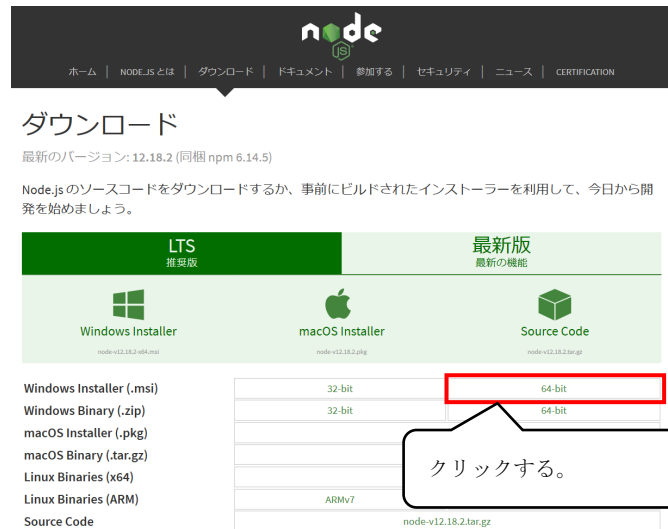 node
JS
ホーム | NODE.JS とは | ダウンロード | ドキュメント | 参加する | セキュリティ | ニュース | CERTIFICATION
ダウンロード
最新のバージョン: 12.18.2 (同梱 npm 6.14.5)
Node.js のソースコードをダウンロードするか、事前にビルドされたインストーラーを利用して、今日から開
発を始めましょう。
LTS
推奨版
最新版
最新の機能
Windows Installer
node-v12.18.2-x64.msi
macOS Installer
node-v12.18.2.pkg
Source Code
node-v12.18.2.tar.gz
Windows Installer (.msi) 32-bit 64-bit
Windows Binary (.zip) 32-bit 64-bit
macOS Installer (.pkg)
macOS Binary (.tar.gz)
Linux Binaries (x64)
Linux Binaries (ARM) ARMv7
Source Code node-v12.18.2.tar.gz
クリックする。